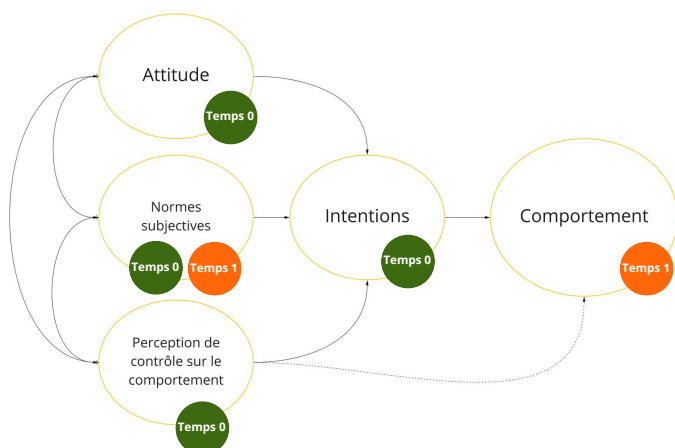 Attitude
Temps 0
Normes
subjectives
Temps 0
Temps 1
Intentions
Temps 0
Comportement
Temps 1
Perception de
contrôle sur le
comportement
Temps 0